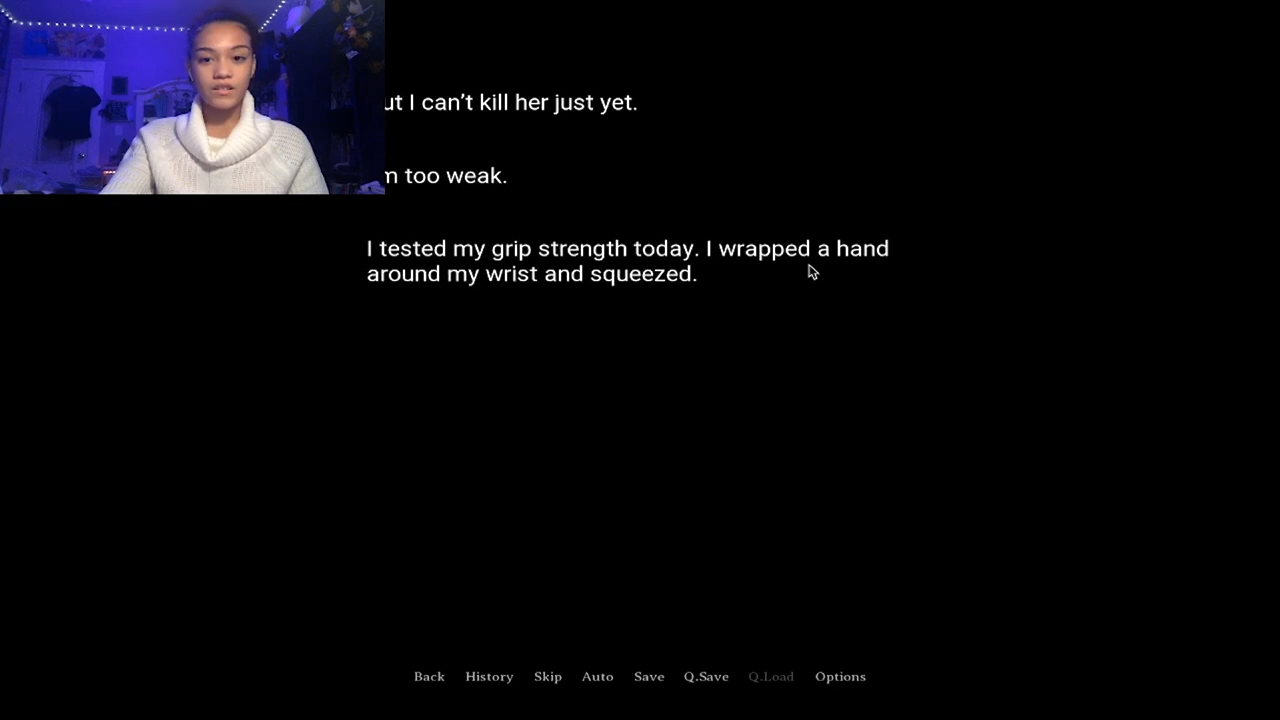 ut I can’t kill her just yet.
m too weak.
I tested my grip strength today. I wrapped a hand
around my wrist and squeezed.
Back History Skip Auto Save Q.Save Q.Load Options